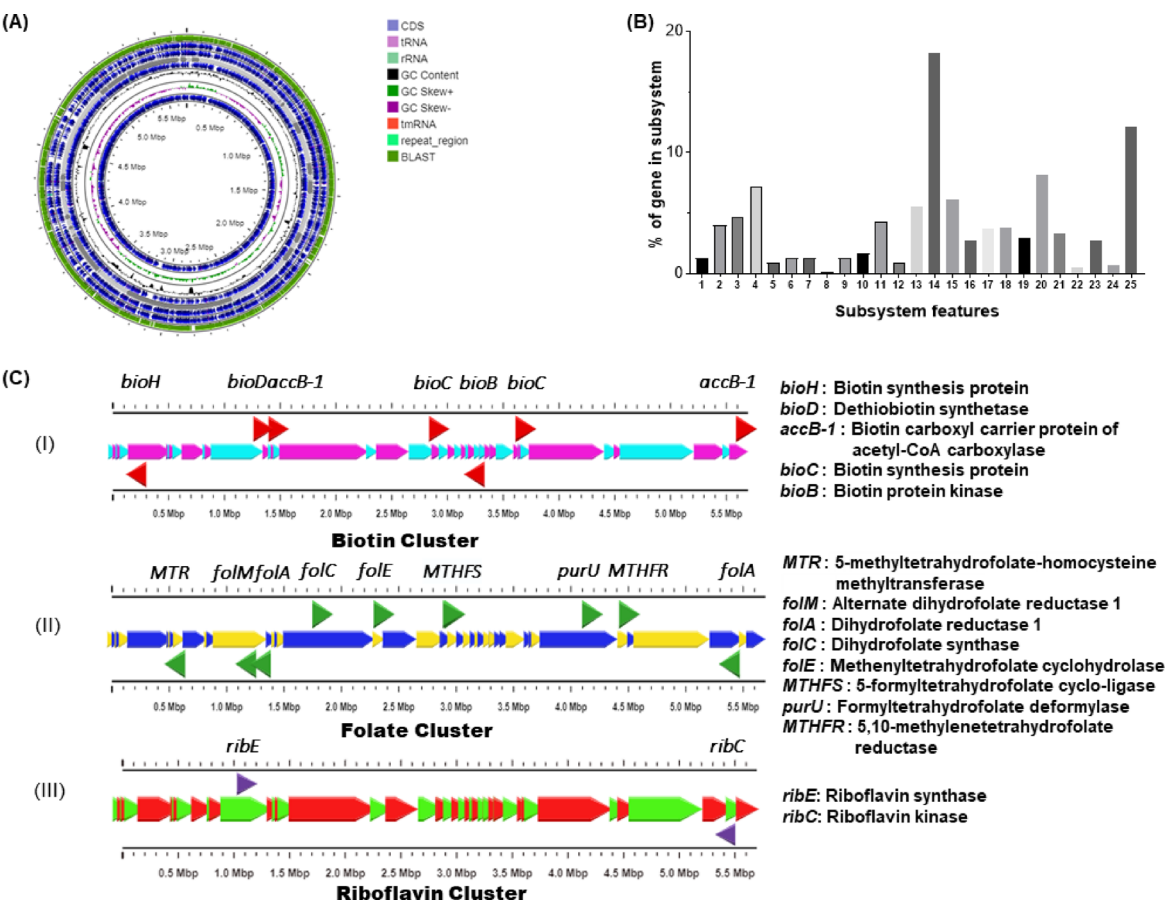 (A)
CDS
tRNA
rRNA
GC Content
GC Skew+
GC Skew-
tmRNA
repeat_region
BLAST
5.5 Mbp
0.5 Mbp
5.0 Mbp
1.0 Mbp
4.5 Mbp
1.5 Mbp
4.0 Mbp
2.0 Mbp
3.5 Mbp
2.5 Mbp
3.0 Mbp
(B)
% of gene in subsystem
20
10
0
1 2 3 4 5 6 7 8 9 10 11 12 13 14 15 16 17 18 19 20 21 22 23 24 25
Subsystem features
(C)
(I)
bioH bioD accB-1 bioC bioB bioC accB-1
0.5 Mbp 1.0 Mbp 1.5 Mbp 2.0 Mbp 2.5 Mbp 3.0 Mbp 3.5 Mbp 4.0 Mbp 4.5 Mbp 5.0 Mbp 5.5 Mbp
Biotin Cluster
bioH : Biotin synthesis protein
bioD : Dethiobiotin synthetase
accB-1 : Biotin carboxyl carrier protein of
acetyl-CoA carboxylase
bioC : Biotin synthesis protein
bioB : Biotin protein kinase
(II)
MTR folM folA folC folE MTHFS purU MTHFR folA
0.5 Mbp 1.0 Mbp 1.5 Mbp 2.0 Mbp 2.5 Mbp 3.0 Mbp 3.5 Mbp 4.0 Mbp 4.5 Mbp 5.0 Mbp 5.5 Mbp
Folate Cluster
MTR : 5-methyltetrahydrofolate-homocysteine
methyltransferase
folM : Alternate dihydrofolate reductase 1
folA : Dihydrofolate reductase 1
folC : Dihydrofolate synthase
folE : Methenyltetrahydrofolate cyclohydrolase
MTHFS : 5-formyltetrahydrofolate cyclo-ligase
purU : Formyltetrahydrofolate deformylase
MTHFR : 5,10-methylenetetrahydrofolate
reductase
(III)
ribE ribC
0.5 Mbp 1.0 Mbp 1.5 Mbp 2.0 Mbp 2.5 Mbp 3.0 Mbp 3.5 Mbp 4.0 Mbp 4.5 Mbp 5.0 Mbp 5.5 Mbp
Riboflavin Cluster
ribE: Riboflavin synthase
ribC: Riboflavin kinase